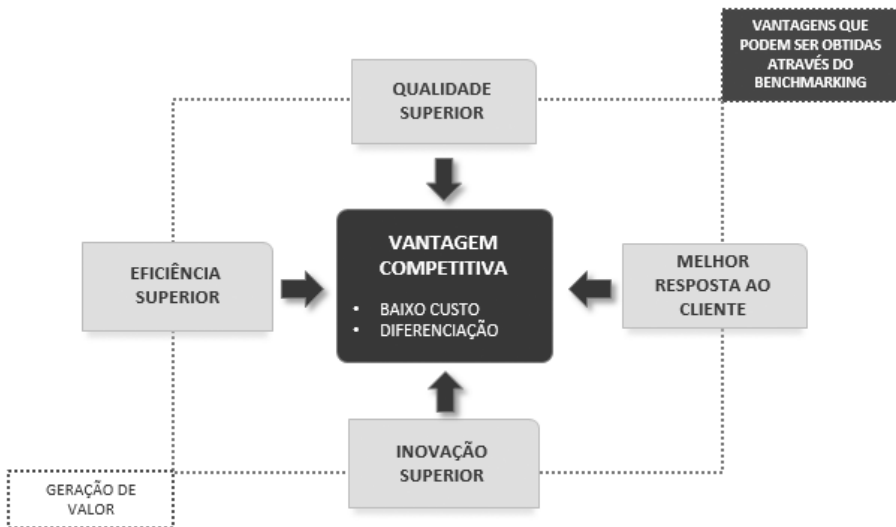 VANTAGENS QUE
PODEM SER OBTIDAS
ATRAVÉS DO
BENCHMARKING
QUALIDADE
SUPERIOR
EFICIÊNCIA
SUPERIOR
VANTAGEM
COMPETITIVA
• BAIXO CUSTO
• DIFERENCIAÇÃO
MELHOR
RESPOSTA AO
CLIENTE
INOVAÇÃO
SUPERIOR
GERAÇÃO DE
VALOR